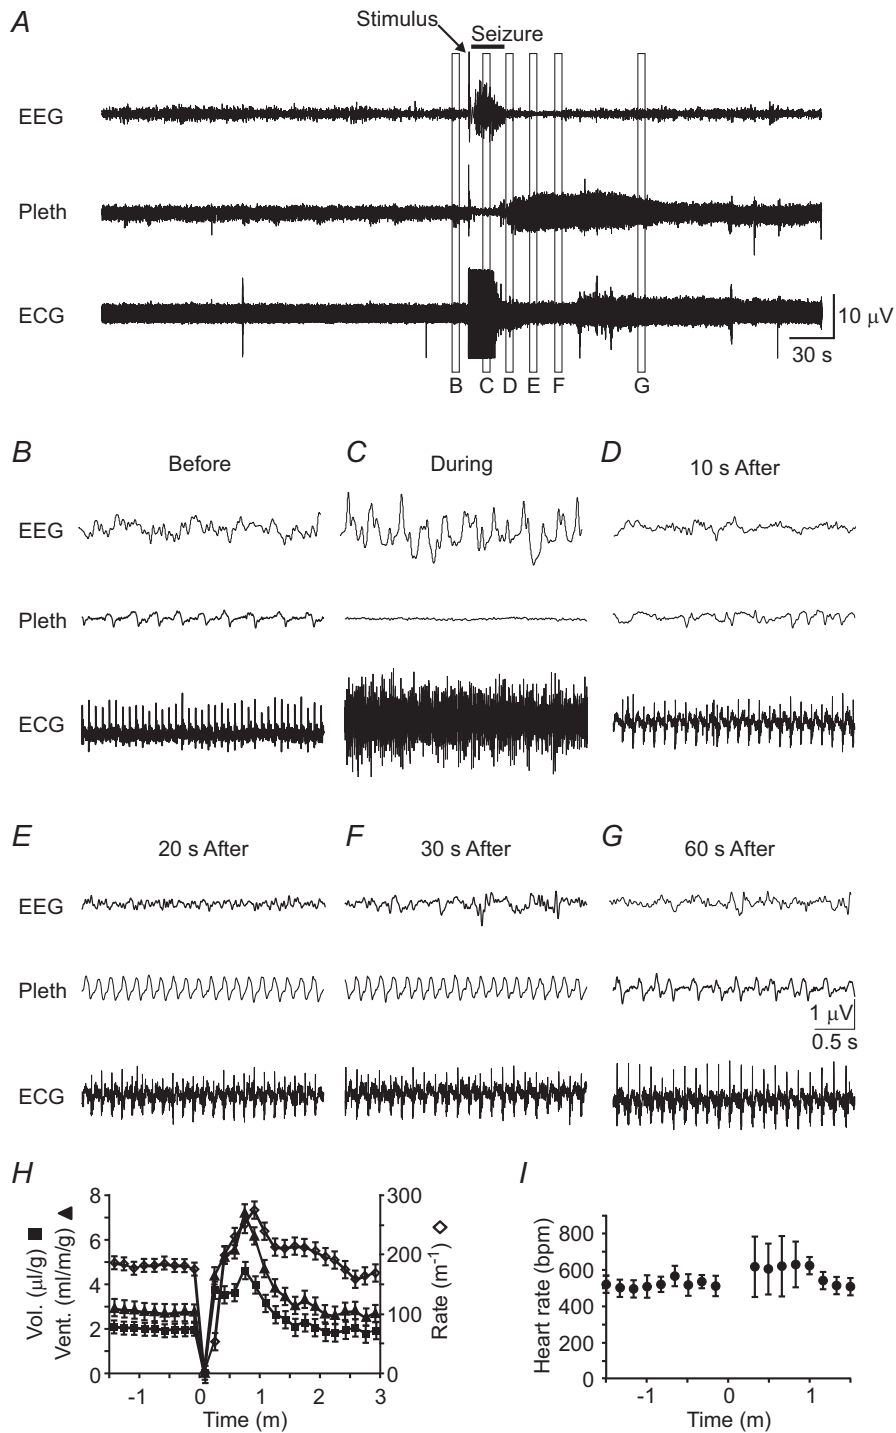 A
Stimulus
Seizure
EEG
Pleth
ECG
10 μV
30 s
B C D E F G
B Before C During D 10 s After
EEG
Pleth
ECG
E 20 s After F 30 s After G 60 s After
EEG
Pleth
1 μV
0.5 s
ECG
H
Vol. (μl/g) ■
Vent. (ml/m/g) ▲
8
6
4
2
0
300
200
100
0
Rate (m⁻¹) ◇
-1 0 1 2 3
Time (m)
I
Heart rate (bpm)
800
600
400
200
0
-1 0 1
Time (m)